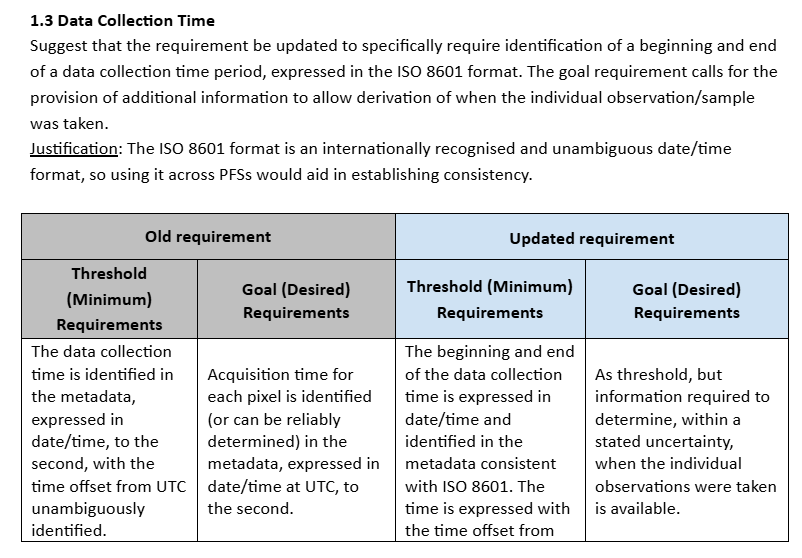 1.3 Data Collection Time
Suggest that the requirement be updated to specifically require identification of a beginning and end
of a data collection time period, expressed in the ISO 8601 format. The goal requirement calls for the
provision of additional information to allow derivation of when the individual observation/sample
was taken.
Justification: The ISO 8601 format is an internationally recognised and unambiguous date/time
format, so using it across PFSs would aid in establishing consistency.
Old requirement
Updated requirement
Threshold
(Minimum)
Requirements
Goal (Desired)
Requirements
Threshold (Minimum)
Requirements
Goal (Desired)
Requirements
The data collection
time is identified in
the metadata,
expressed in
date/time, to the
second, with the
time offset from UTC
unambiguously
identified.
Acquisition time for
each pixel is identified
(or can be reliably
determined) in the
metadata, expressed in
date/time at UTC, to
the second.
The beginning and end
of the data collection
time is expressed in
date/time and
identified in the
metadata consistent
with ISO 8601. The
time is expressed with
the time offset from
As threshold, but
information required to
determine, within a
stated uncertainty,
when the individual
observations were taken
is available.